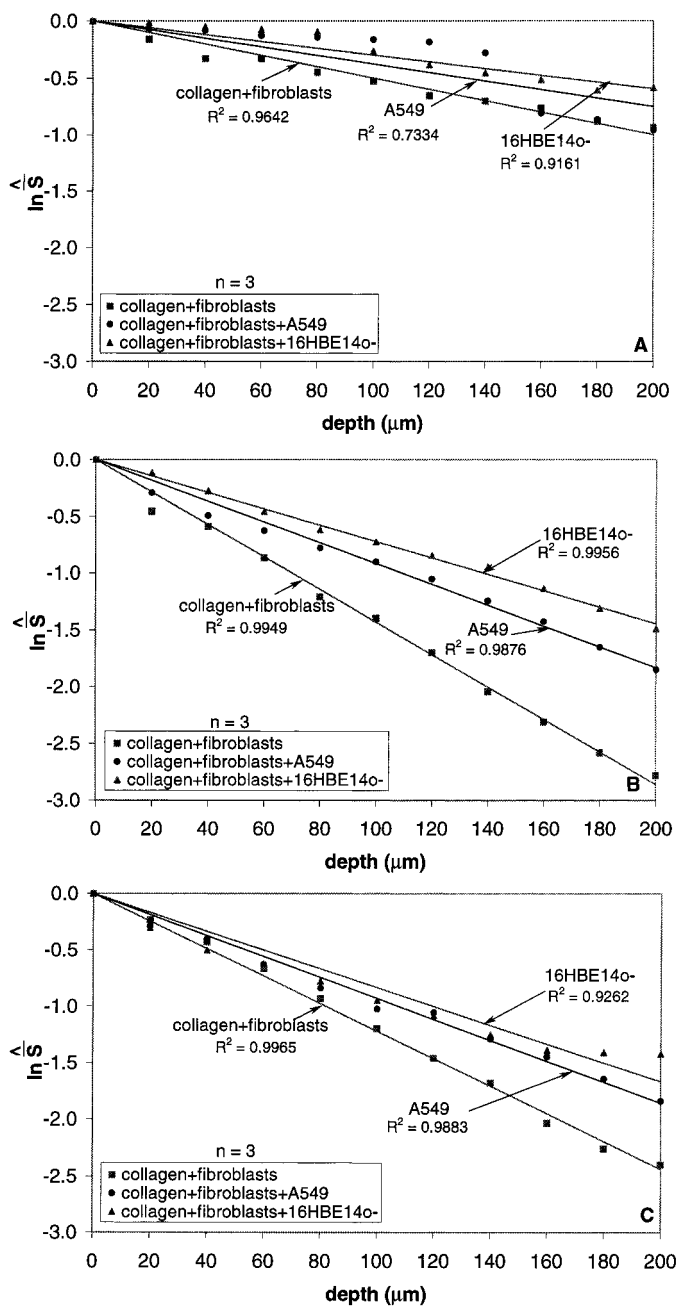 0.0
-0.5
-1.0
-1.5
-2.0
-2.5
-3.0
ln S
collagen+fibroblasts
R² = 0.9642
A549
R² = 0.7334
16HBE14o-
R² = 0.9161
n = 3
collagen+fibroblasts
collagen+fibroblasts+A549
collagen+fibroblasts+16HBE14o-
A
0 20 40 60 80 100 120 140 160 180 200
depth (μm)
0.0
-0.5
-1.0
-1.5
-2.0
-2.5
-3.0
ln S
16HBE14o-
R² = 0.9956
collagen+fibroblasts
R² = 0.9949
A549
R² = 0.9876
n = 3
collagen+fibroblasts
collagen+fibroblasts+A549
collagen+fibroblasts+16HBE14o-
B
0 20 40 60 80 100 120 140 160 180 200
depth (μm)
0.0
-0.5
-1.0
-1.5
-2.0
-2.5
-3.0
ln S
16HBE14o-
R² = 0.9262
collagen+fibroblasts
R² = 0.9965
A549
R² = 0.9883
n = 3
collagen+fibroblasts
collagen+fibroblasts+A549
collagen+fibroblasts+16HBE14o-
C
0 20 40 60 80 100 120 140 160 180 200
depth (μm)